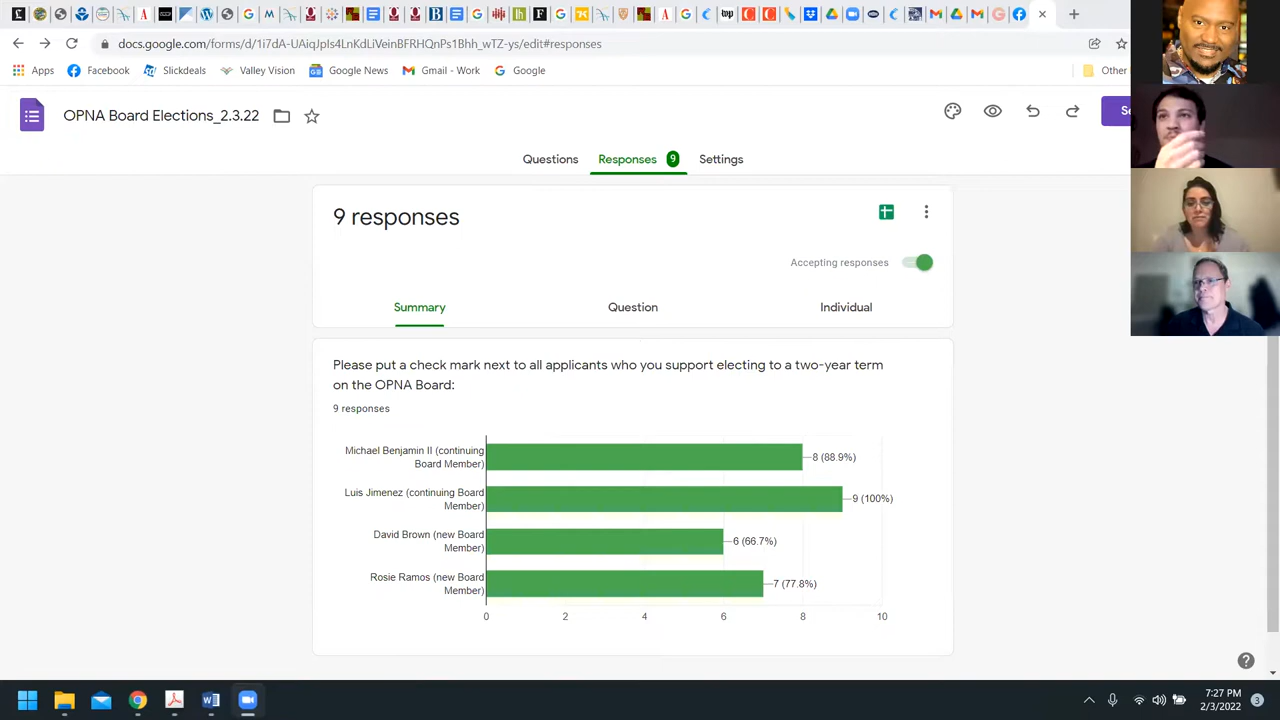 docs.google.com/forms/d/1i7dA-UAiqJpIs4LnKdLiVeinBFRHtznPs1BLh_wTZ-ys/edit#responses
Apps Facebook Slickdeals Valley Vision Google News Gmail - Work Google Other
OPNA Board Elections_2.3.22
Questions Responses 9 Settings
9 responses
Accepting responses
Summary Question Individual
Please put a check mark next to all applicants who you support electing to a two-year term
on the OPNA Board:
9 responses
Michael Benjamin II (continuing
Board Member)
8 (88.9%)
Luis Jimenez (continuing Board
Member)
9 (100%)
David Brown (new Board
Member)
6 (66.7%)
Rosie Ramos (new Board
Member)
7 (77.8%)
0 2 4 6 8 10
7:27 PM
2/3/2022
3